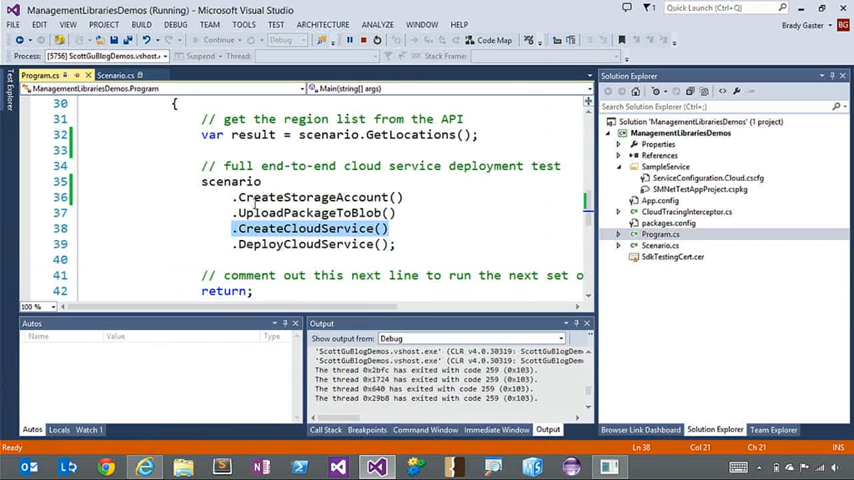 ManagementLibrariesDemos (Running) - Microsoft Visual Studio
Quick Launch (Ctrl+Q)
FILE EDIT VIEW PROJECT BUILD DEBUG TEAM TOOLS TEST ARCHITECTURE ANALYZE WINDOW HELP
Brady Gaster BG
Continue Debug Code Map
Process: [5756] ScottGuBlogDemos.vshost. Suspend Thread: Stack Frame:
Test Explorer
Program.cs Scenario.cs
ManagementLibrariesDemos.Program Main(string[] args)
30 {
31 // get the region list from the API
32 var result = scenario.GetLocations();
33
34 // full end-to-end cloud service deployment test
35 scenario
36 .CreateStorageAccount()
37 .UploadPackageToBlob()
38 .CreateCloudService()
39 .DeployCloudService();
40
41 // comment out this next line to run the next set o
42 return;
100 %
Solution Explorer
Search Solution Explorer (Ctrl+;)
Solution 'ManagementLibrariesDemos' (1 project)
ManagementLibrariesDemos
Properties
References
SampleService
ServiceConfiguration.Cloud.cscfg
SMNetTestAppProject.cspkg
App.config
CloudTracingInterceptor.cs
packages.config
Program.cs
Scenario.cs
SdkTestingCert.cer
Autos
Name Value Type
Autos Locals Watch 1
Output
Show output from: Debug
'ScottGuBlogDemos.vshost.exe' (CLR v4.0.30319: ScottGuBlogDem
'ScottGuBlogDemos.vshost.exe' (CLR v4.0.30319: ScottGuBlogDem
The thread 0x2bfc has exited with code 259 (0x103).
The thread 0x1724 has exited with code 259 (0x103).
The thread 0x640 has exited with code 259 (0x103).
The thread 0x29b8 has exited with code 259 (0x103).
Call Stack Breakpoints Command Window Immediate Window Output
Browser Link Dashboard Solution Explorer Team Explorer
Ready Ln 38 Col 21 Ch 21 INS